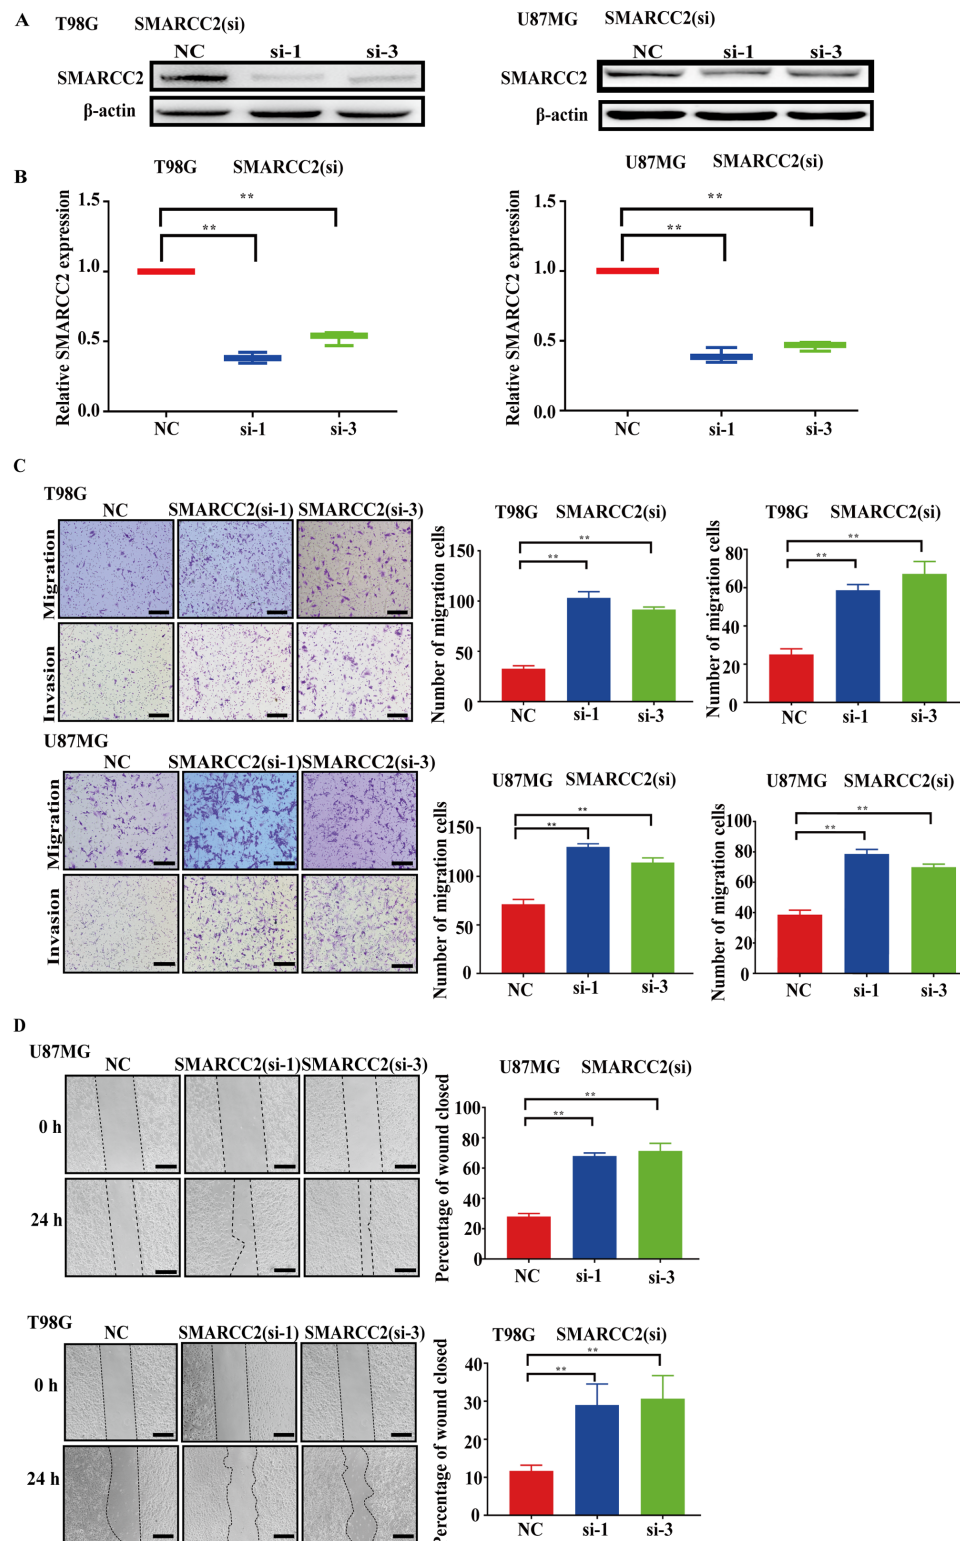 A
T98G SMARCC2(si)
NC si-1 si-3
SMARCC2
β-actin
U87MG SMARCC2(si)
NC si-1 si-3
SMARCC2
β-actin
B
T98G SMARCC2(si)
Relative SMARCC2 expression
1.5
1.0
0.5
0.0
**
**
NC si-1 si-3
U87MG SMARCC2(si)
Relative SMARCC2 expression
1.5
1.0
0.5
0.0
**
**
NC si-1 si-3
C
T98G
NC SMARCC2(si-1) SMARCC2(si-3)
Migration
Invasion
T98G SMARCC2(si)
Number of migration cells
150
100
50
0
**
**
NC si-1 si-3
T98G SMARCC2(si)
Number of migration cells
80
60
40
20
0
**
**
NC si-1 si-3
U87MG
NC SMARCC2(si-1) SMARCC2(si-3)
Migration
Invasion
U87MG SMARCC2(si)
Number of migration cells
150
100
50
0
**
**
NC si-1 si-3
U87MG SMARCC2(si)
Number of migration cells
80
60
40
20
0
**
**
NC si-1 si-3
D
U87MG
NC SMARCC2(si-1) SMARCC2(si-3)
0 h
24 h
U87MG SMARCC2(si)
Percentage of wound closed
100
80
60
40
20
0
**
**
NC si-1 si-3
T98G
NC SMARCC2(si-1) SMARCC2(si-3)
0 h
24 h
T98G SMARCC2(si)
Percentage of wound closed
40
30
20
10
0
**
**
NC si-1 si-3